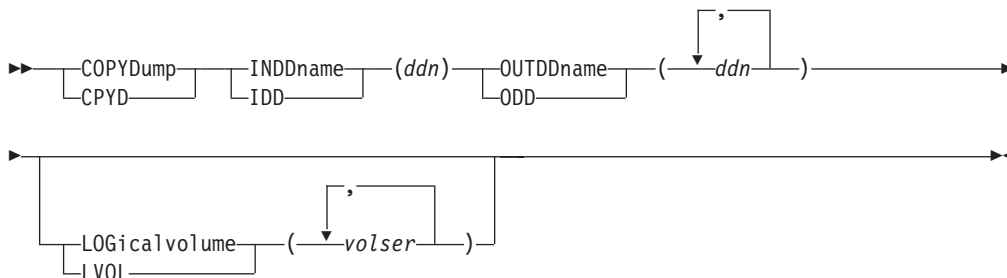 ,
COPYDump INDDname (ddn) OUTDDname ( ddn )
CPYD IDD ODD
,
LOGicalvolume ( volser )
LVOL